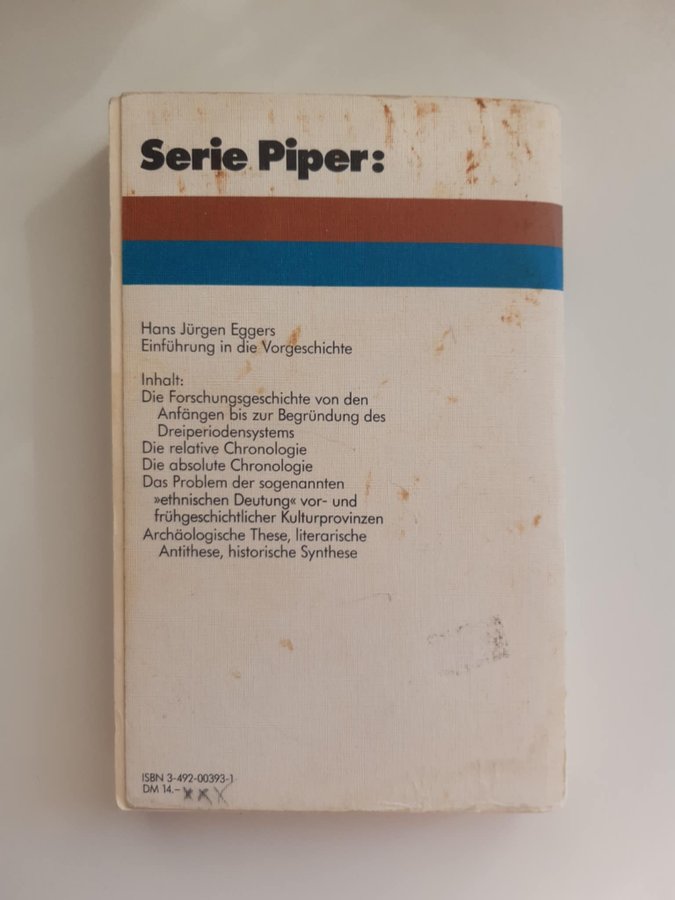 Serie Piper:
Hans Jürgen Eggers
Einführung in die Vorgeschichte
Inhalt:
Die Forschungsgeschichte von den
Anfängen bis zur Begründung des
Dreiperiodensystems
Die relative Chronologie
Die absolute Chronologie
Das Problem der sogenannten
»ethnischen Deutung« vor- und
frühgeschichtlicher Kulturprovinzen
Archäologische These, literarische
Antithese, historische Synthese
ISBN 3-492-00393-1
DM 14.– xxx